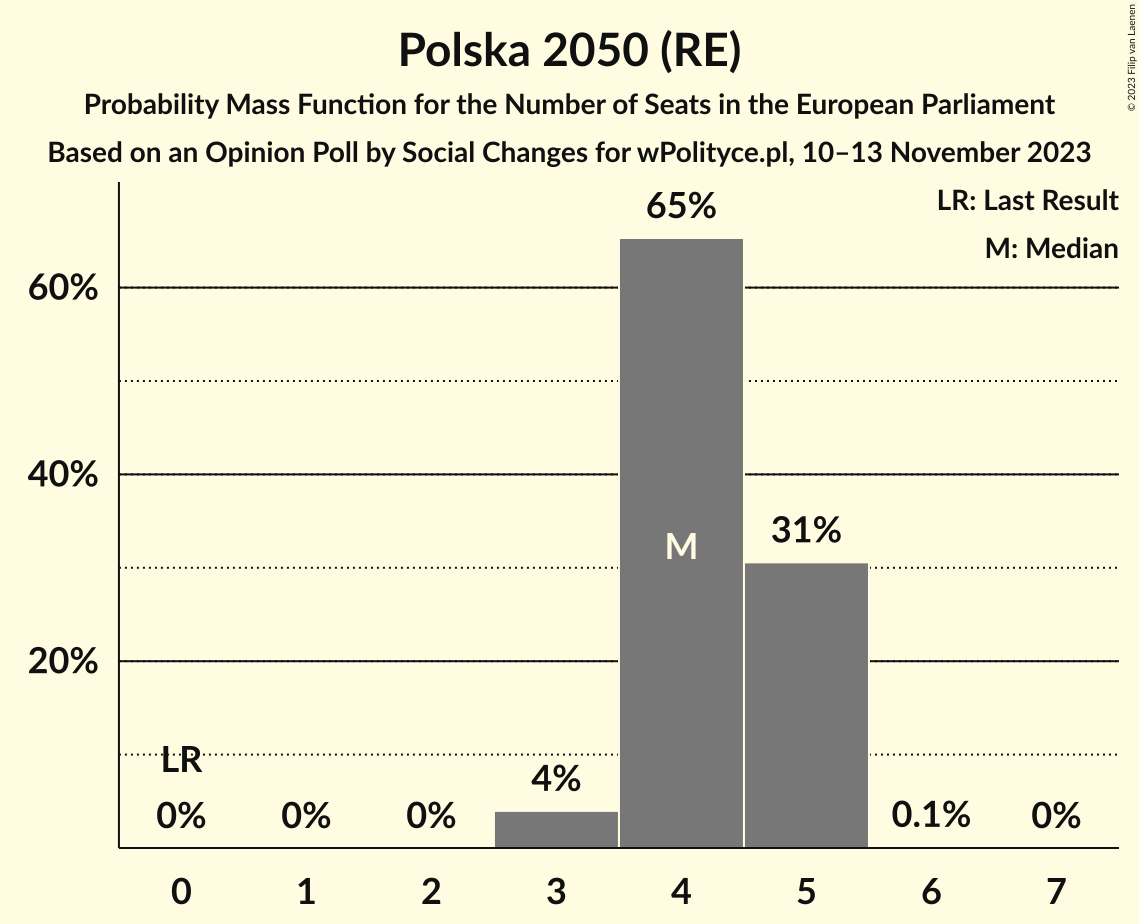 Polska 2050 (RE)
Probability Mass Function for the Number of Seats in the European Parliament
Based on an Opinion Poll by Social Changes for wPolityce.pl, 10–13 November 2023
© 2023 Filip van Laenen
LR: Last Result
M: Median
65%
60%
40%
31%
M
20%
LR
4%
0% 0% 0% 0.1% 0%
0 1 2 3 4 5 6 7